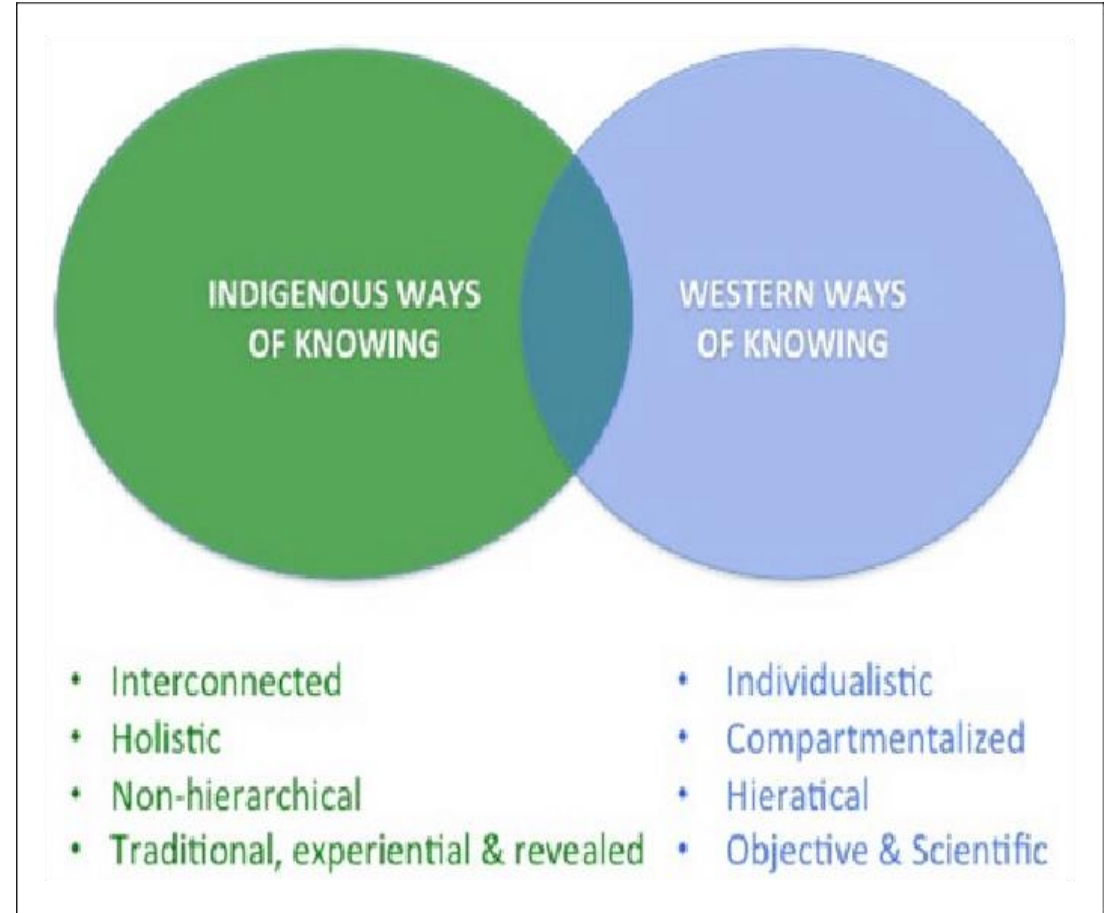 INDIGENOUS WAYS
OF KNOWING
WESTERN WAYS
OF KNOWING
• Interconnected
• Holistic
• Non-hierarchical
• Traditional, experiential & revealed
• Individualistic
• Compartmentalized
• Hieratical
• Objective & Scientific